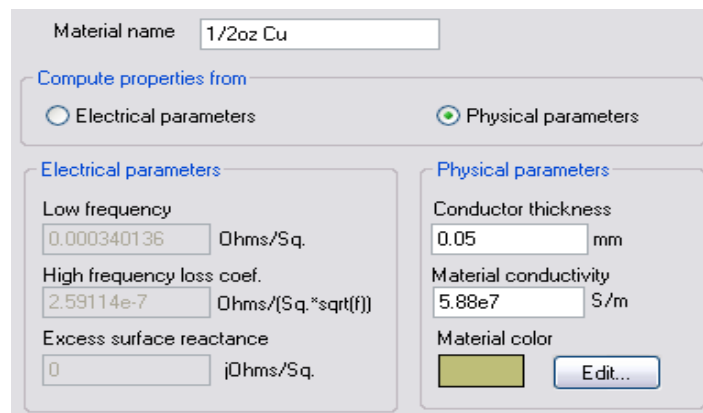 Material name 1/2oz Cu
Compute properties from
Electrical parameters Physical parameters
Electrical parameters
Low frequency
0.000340136 Ohms/Sq.
High frequency loss coef.
2.59114e-7 Ohms/(Sq.*sqrt(f))
Excess surface reactance
0 jOhms/Sq.
Physical parameters
Conductor thickness
0.05 mm
Material conductivity
5.88e7 S/m
Material color
Edit...